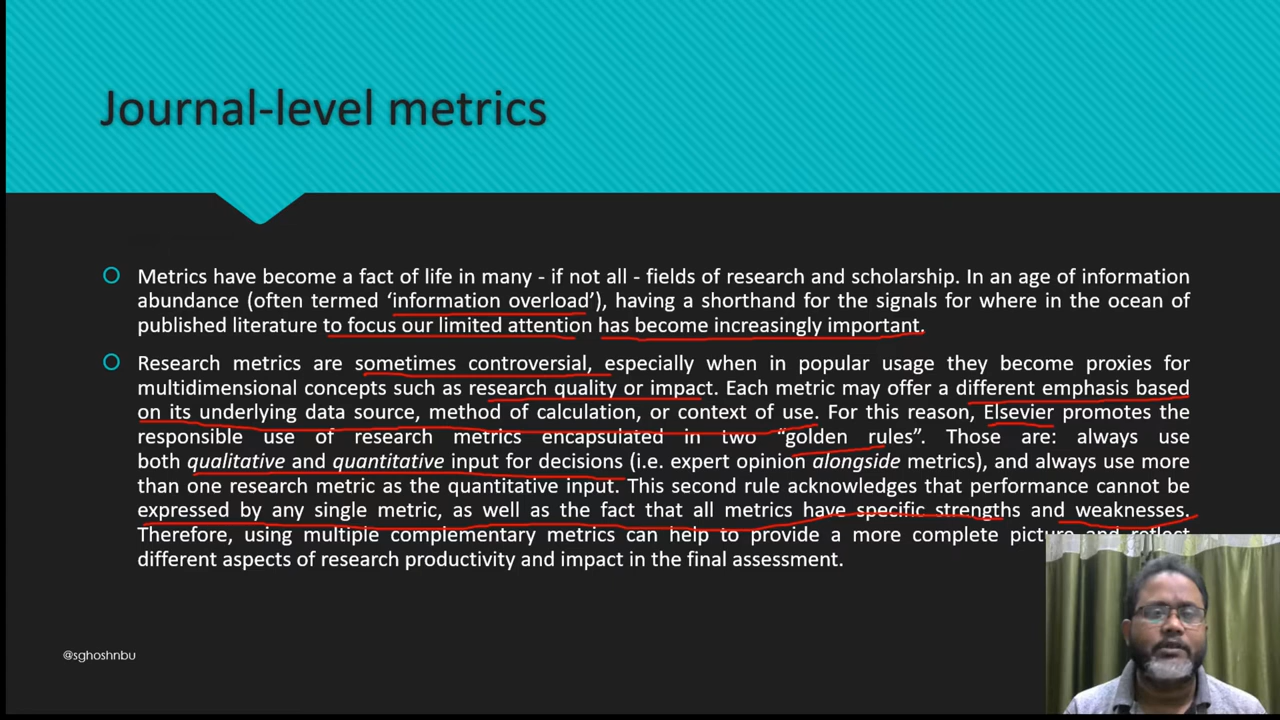 Journal-level metrics
Metrics have become a fact of life in many - if not all - fields of research and scholarship. In an age of information
abundance (often termed ‘information overload’), having a shorthand for the signals for where in the ocean of
published literature to focus our limited attention has become increasingly important.
Research metrics are sometimes controversial, especially when in popular usage they become proxies for
multidimensional concepts such as research quality or impact. Each metric may offer a different emphasis based
on its underlying data source, method of calculation, or context of use. For this reason, Elsevier promotes the
responsible use of research metrics encapsulated in two “golden rules”. Those are: always use
both qualitative and quantitative input for decisions (i.e. expert opinion alongside metrics), and always use more
than one research metric as the quantitative input. This second rule acknowledges that performance cannot be
expressed by any single metric, as well as the fact that all metrics have specific strengths and weaknesses.
Therefore, using multiple complementary metrics can help to provide a more complete picture and reflect
different aspects of research productivity and impact in the final assessment.
@sghoshnbu